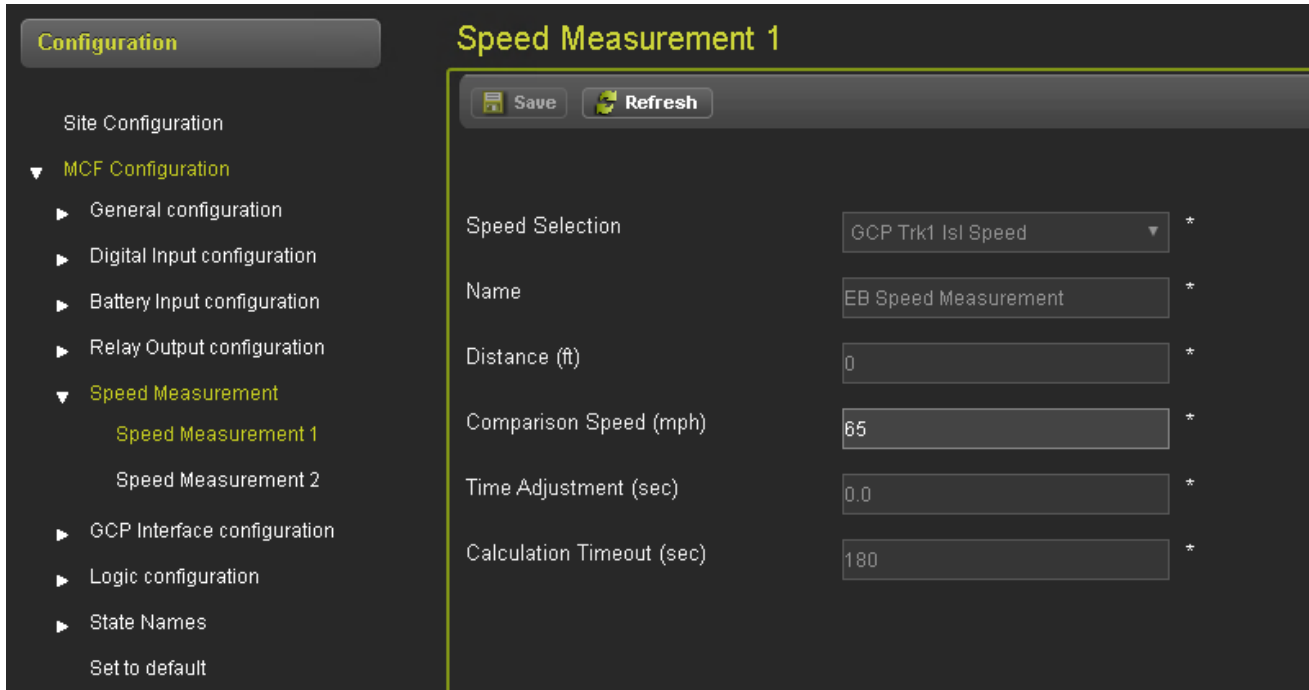 Configuration
Site Configuration
MCF Configuration
General configuration
Digital Input configuration
Battery Input configuration
Relay Output configuration
Speed Measurement
Speed Measurement 1
Speed Measurement 2
GCP Interface configuration
Logic configuration
State Names
Set to default
Speed Measurement 1
Save Refresh
Speed Selection GCP Trk1 Isl Speed *
Name EB Speed Measurement *
Distance (ft) 0 *
Comparison Speed (mph) 65 *
Time Adjustment (sec) 0.0 *
Calculation Timeout (sec) 180 *